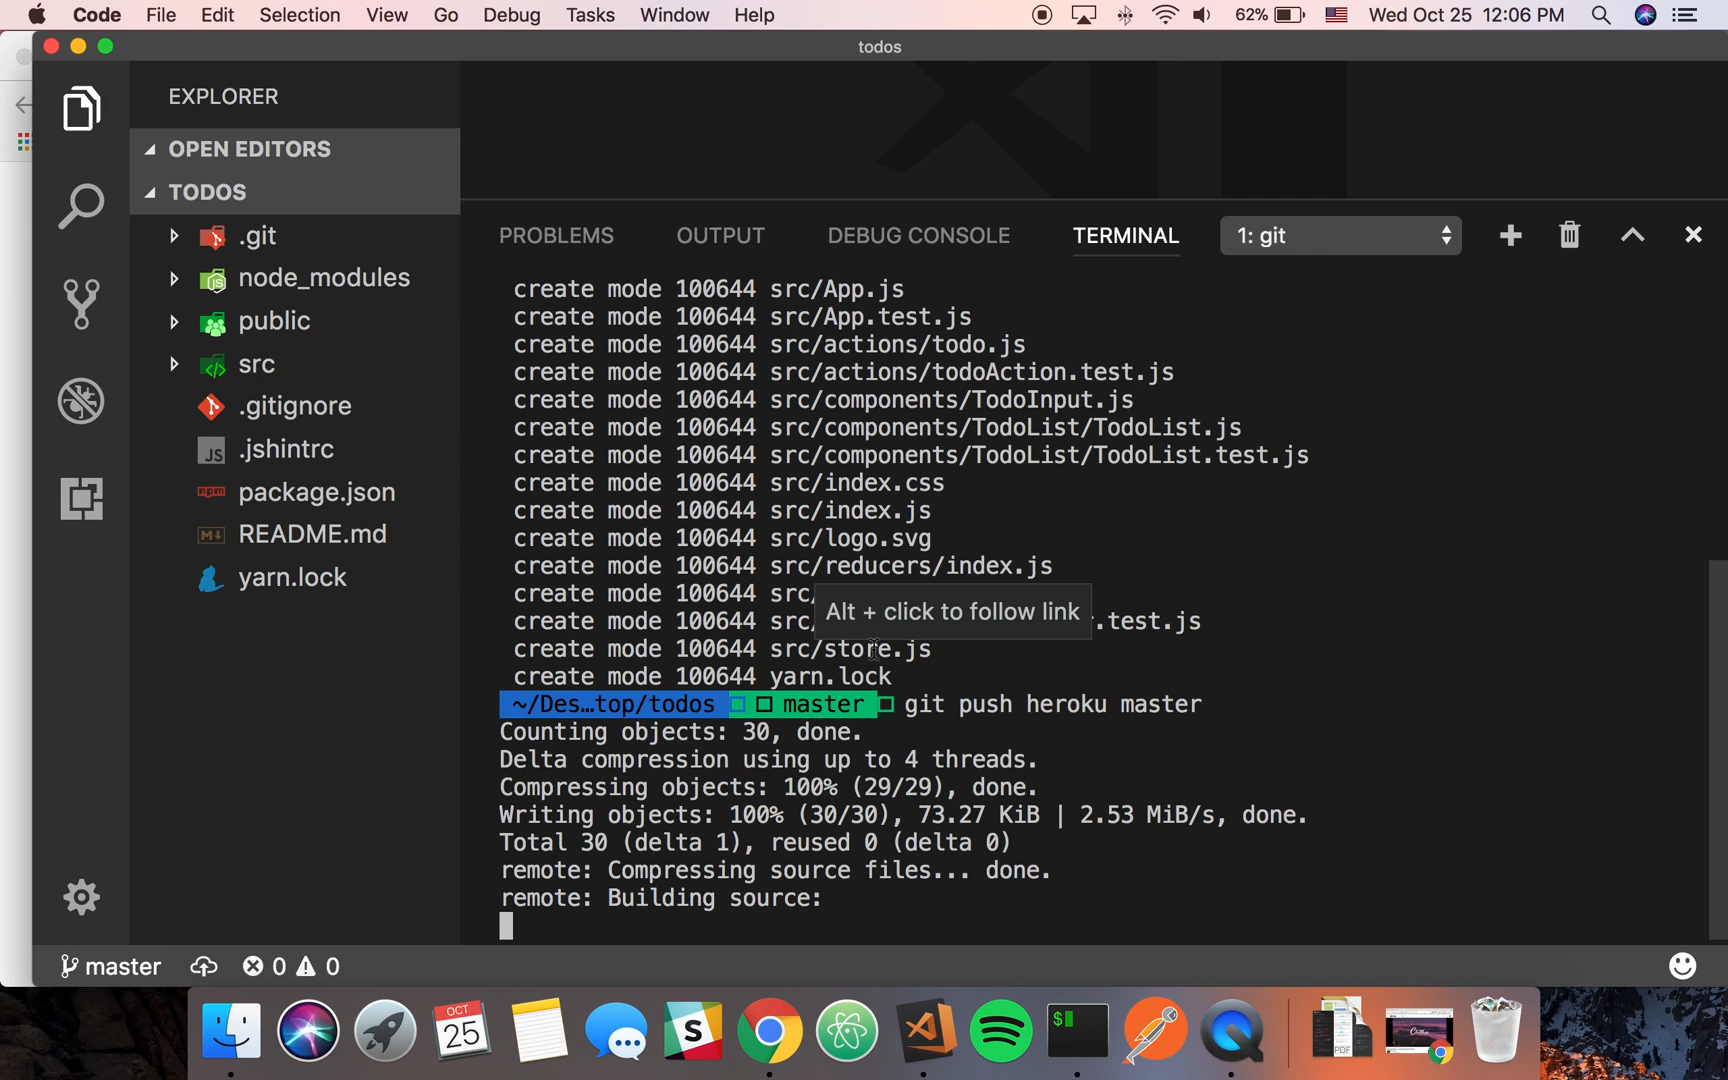 Code File Edit Selection View Go Debug Tasks Window Help 62% Wed Oct 25 12:06 PM
todos
EXPLORER
OPEN EDITORS
TODOS
.git
node_modules
public
src
.gitignore
JS .jshintrc
npm package.json
M README.md
yarn.lock
PROBLEMS OUTPUT DEBUG CONSOLE TERMINAL 1: git
create mode 100644 src/App.js
create mode 100644 src/App.test.js
create mode 100644 src/actions/todo.js
create mode 100644 src/actions/todoAction.test.js
create mode 100644 src/components/TodoInput.js
create mode 100644 src/components/TodoList/TodoList.js
create mode 100644 src/components/TodoList/TodoList.test.js
create mode 100644 src/index.css
create mode 100644 src/index.js
create mode 100644 src/logo.svg
create mode 100644 src/reducers/index.js
create mode 100644 src/
Alt + click to follow link
create mode 100644 src/ .test.js
create mode 100644 src/store.js
create mode 100644 yarn.lock
~/Des…top/todos master git push heroku master
Counting objects: 30, done.
Delta compression using up to 4 threads.
Compressing objects: 100% (29/29), done.
Writing objects: 100% (30/30), 73.27 KiB | 2.53 MiB/s, done.
Total 30 (delta 1), reused 0 (delta 0)
remote: Compressing source files... done.
remote: Building source:
master 0 0
OCT
25
S
$
PDF